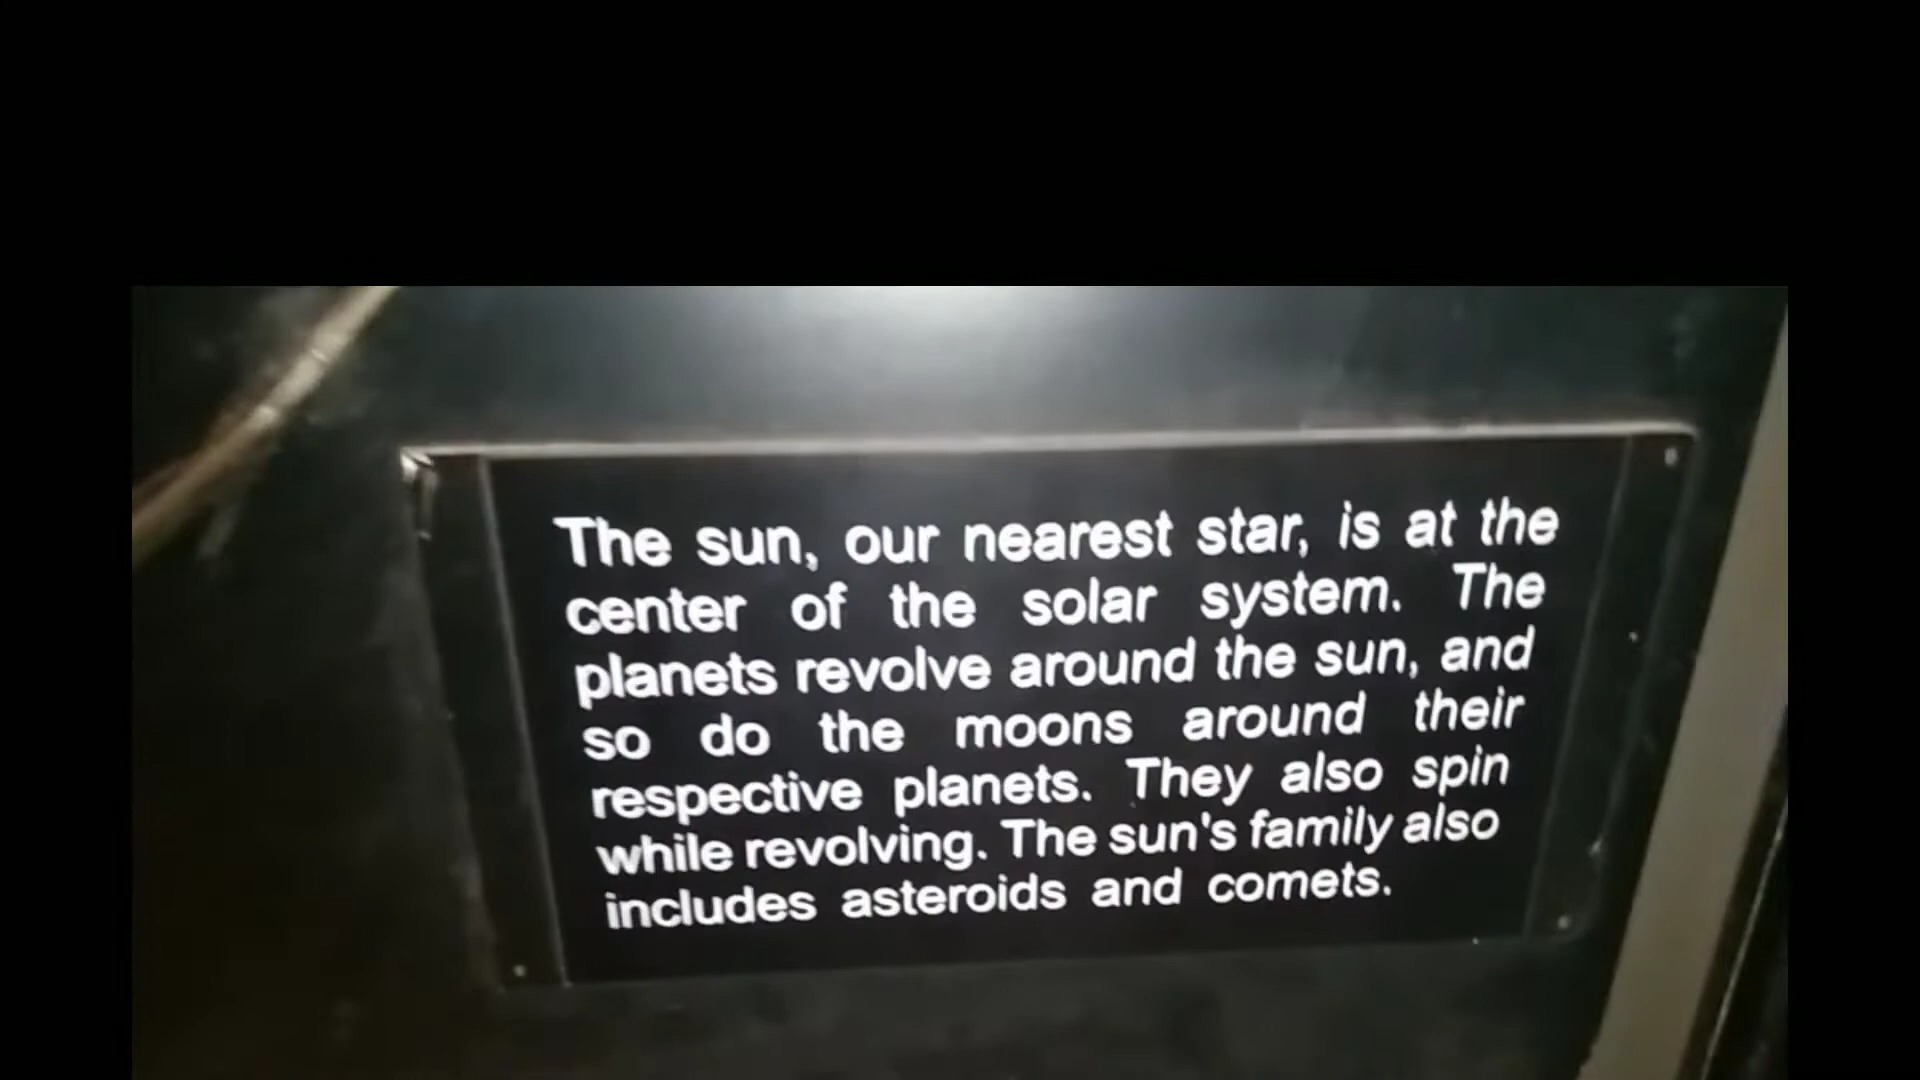 The sun, our nearest star, is at the
center of the solar system. The
planets revolve around the sun, and
so do the moons around their
respective planets. They also spin
while revolving. The sun's family also
includes asteroids and comets.